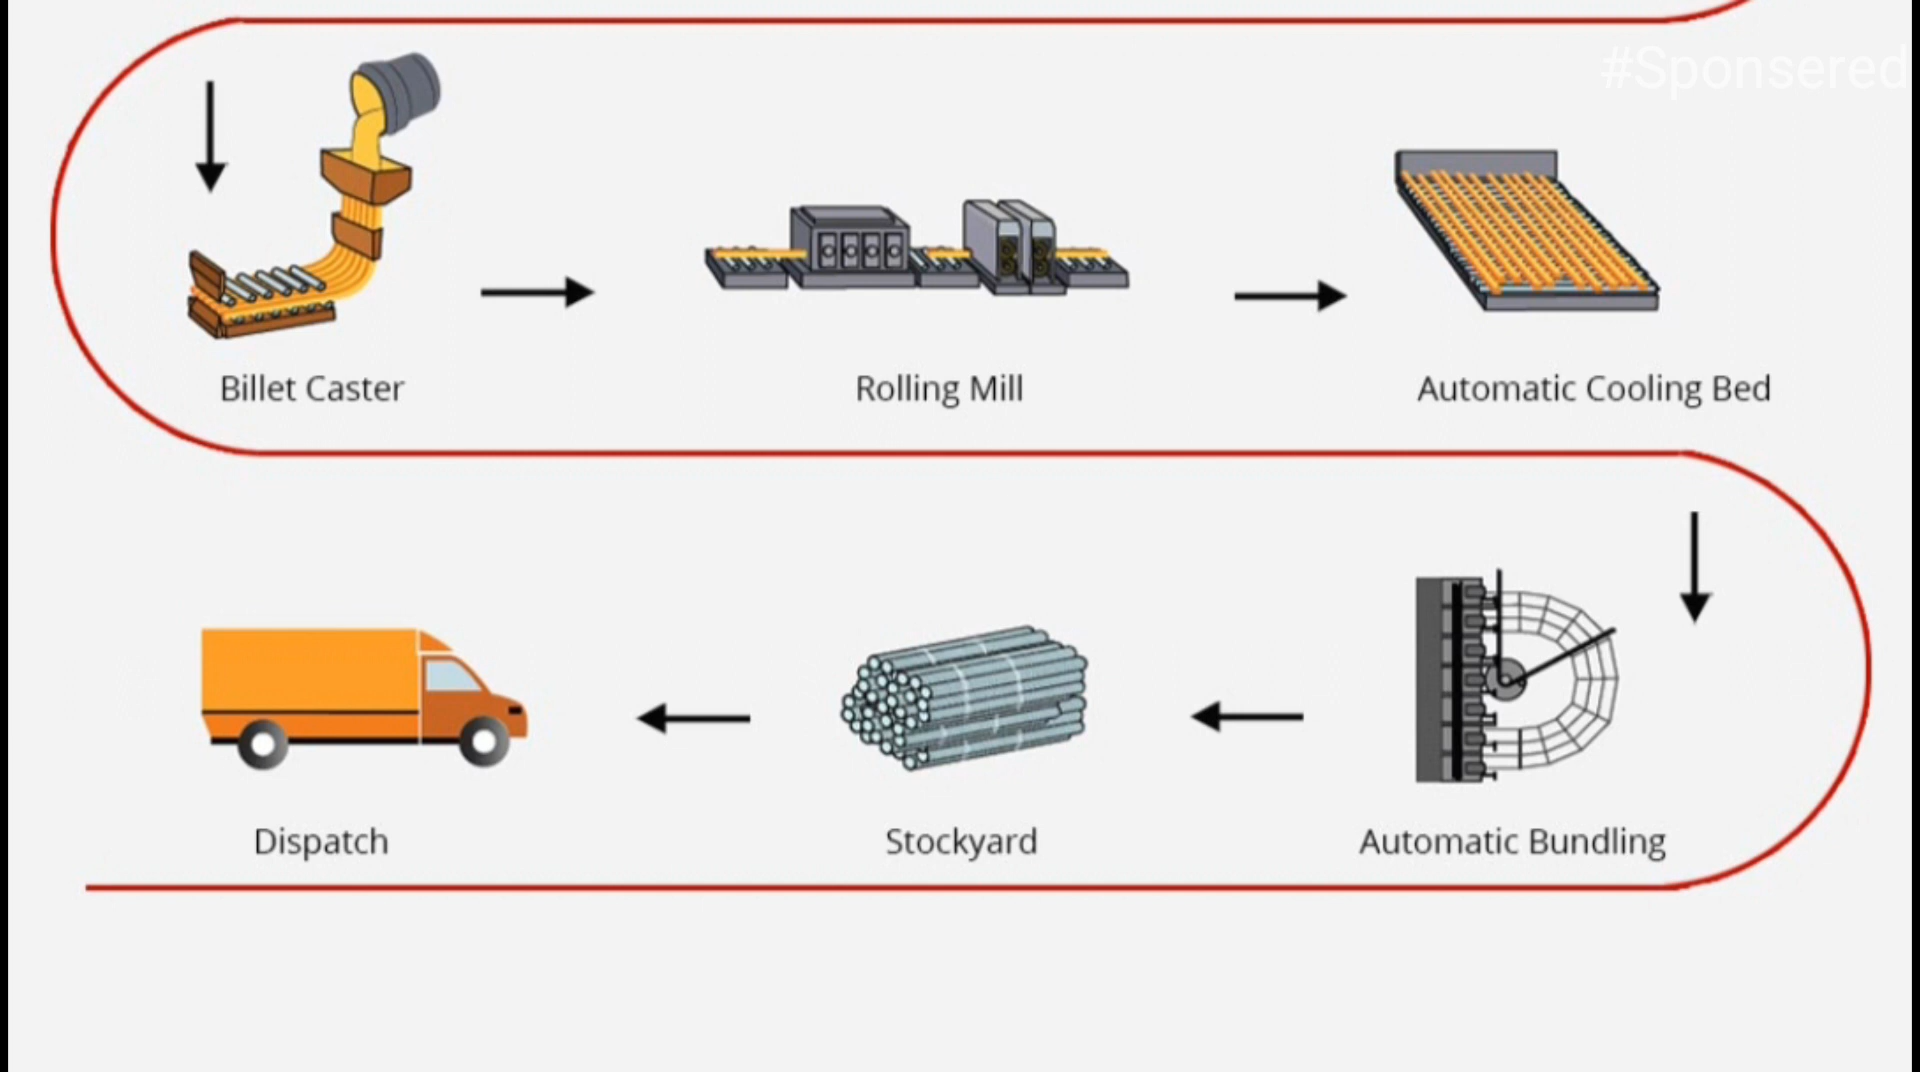 #Sponsered
Billet Caster
Rolling Mill
Automatic Cooling Bed
Dispatch
Stockyard
Automatic Bundling